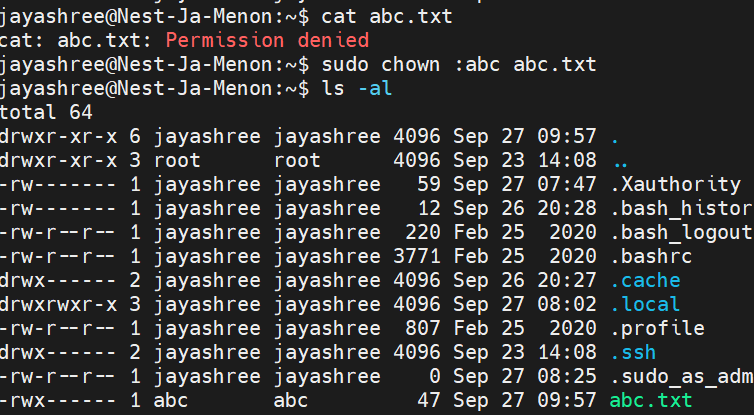 jayashree@Nest-Ja-Menon:~$ cat abc.txt
cat: abc.txt: Permission denied
jayashree@Nest-Ja-Menon:~$ sudo chown :abc abc.txt
jayashree@Nest-Ja-Menon:~$ ls -al
total 64
drwxr-xr-x 6 jayashree jayashree 4096 Sep 27 09:57 .
drwxr-xr-x 3 root      root      4096 Sep 23 14:08 ..
-rw------- 1 jayashree jayashree   59 Sep 27 07:47 .Xauthority
-rw------- 1 jayashree jayashree   12 Sep 26 20:28 .bash_histor
-rw-r--r-- 1 jayashree jayashree  220 Feb 25  2020 .bash_logout
-rw-r--r-- 1 jayashree jayashree 3771 Feb 25  2020 .bashrc
drwx------ 2 jayashree jayashree 4096 Sep 26 20:27 .cache
drwxrwxr-x 3 jayashree jayashree 4096 Sep 27 08:02 .local
-rw-r--r-- 1 jayashree jayashree  807 Feb 25  2020 .profile
drwx------ 2 jayashree jayashree 4096 Sep 23 14:08 .ssh
-rw-r--r-- 1 jayashree jayashree    0 Sep 27 08:25 .sudo_as_adm
-rwx------ 1 abc       abc         47 Sep 27 09:57 abc.txt